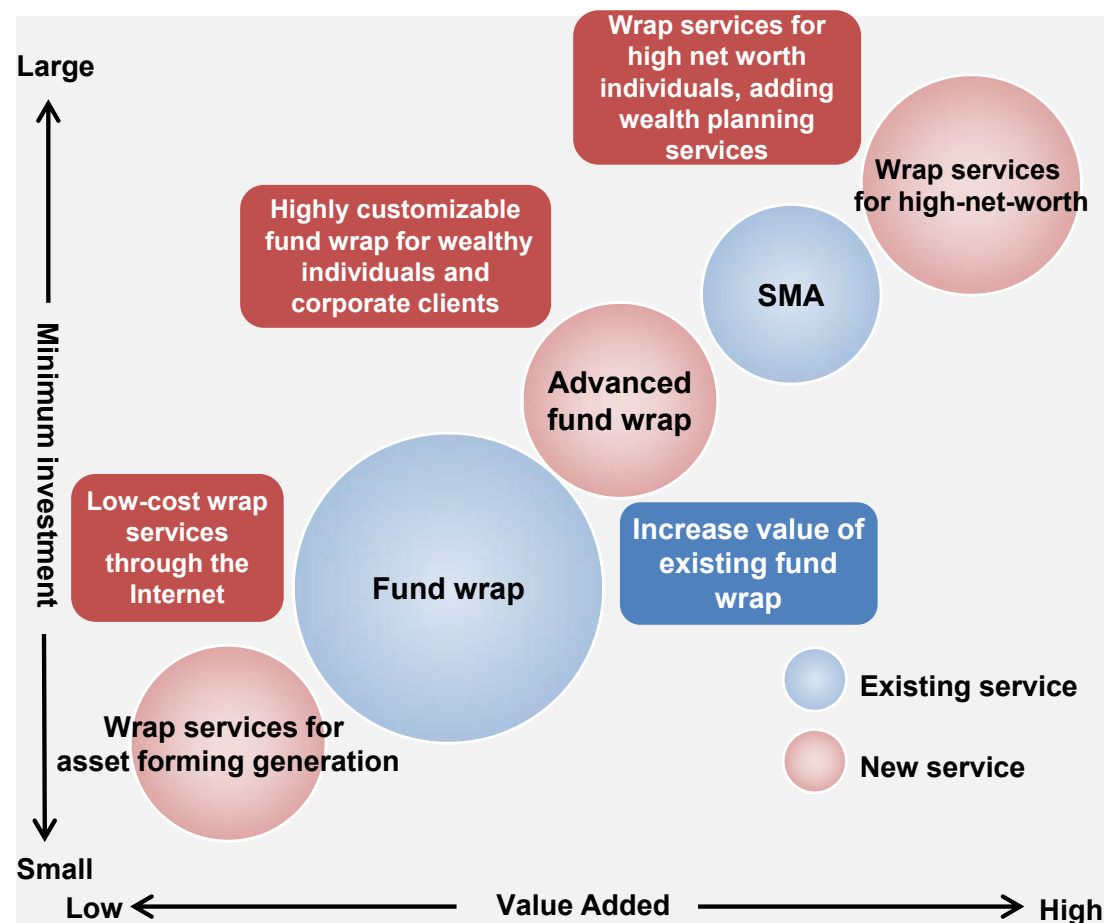 Large
Wrap services for
high net worth
individuals, adding
wealth planning
services
Wrap services
for high-net-worth
Highly customizable
fund wrap for wealthy
individuals and
corporate clients
SMA
Advanced
fund wrap
Minimum investment
Low-cost wrap
services
through the
Internet
Fund wrap
Increase value of
existing fund
wrap
Wrap services for
asset forming generation
Existing service
New service
Small
Low
Value Added
High